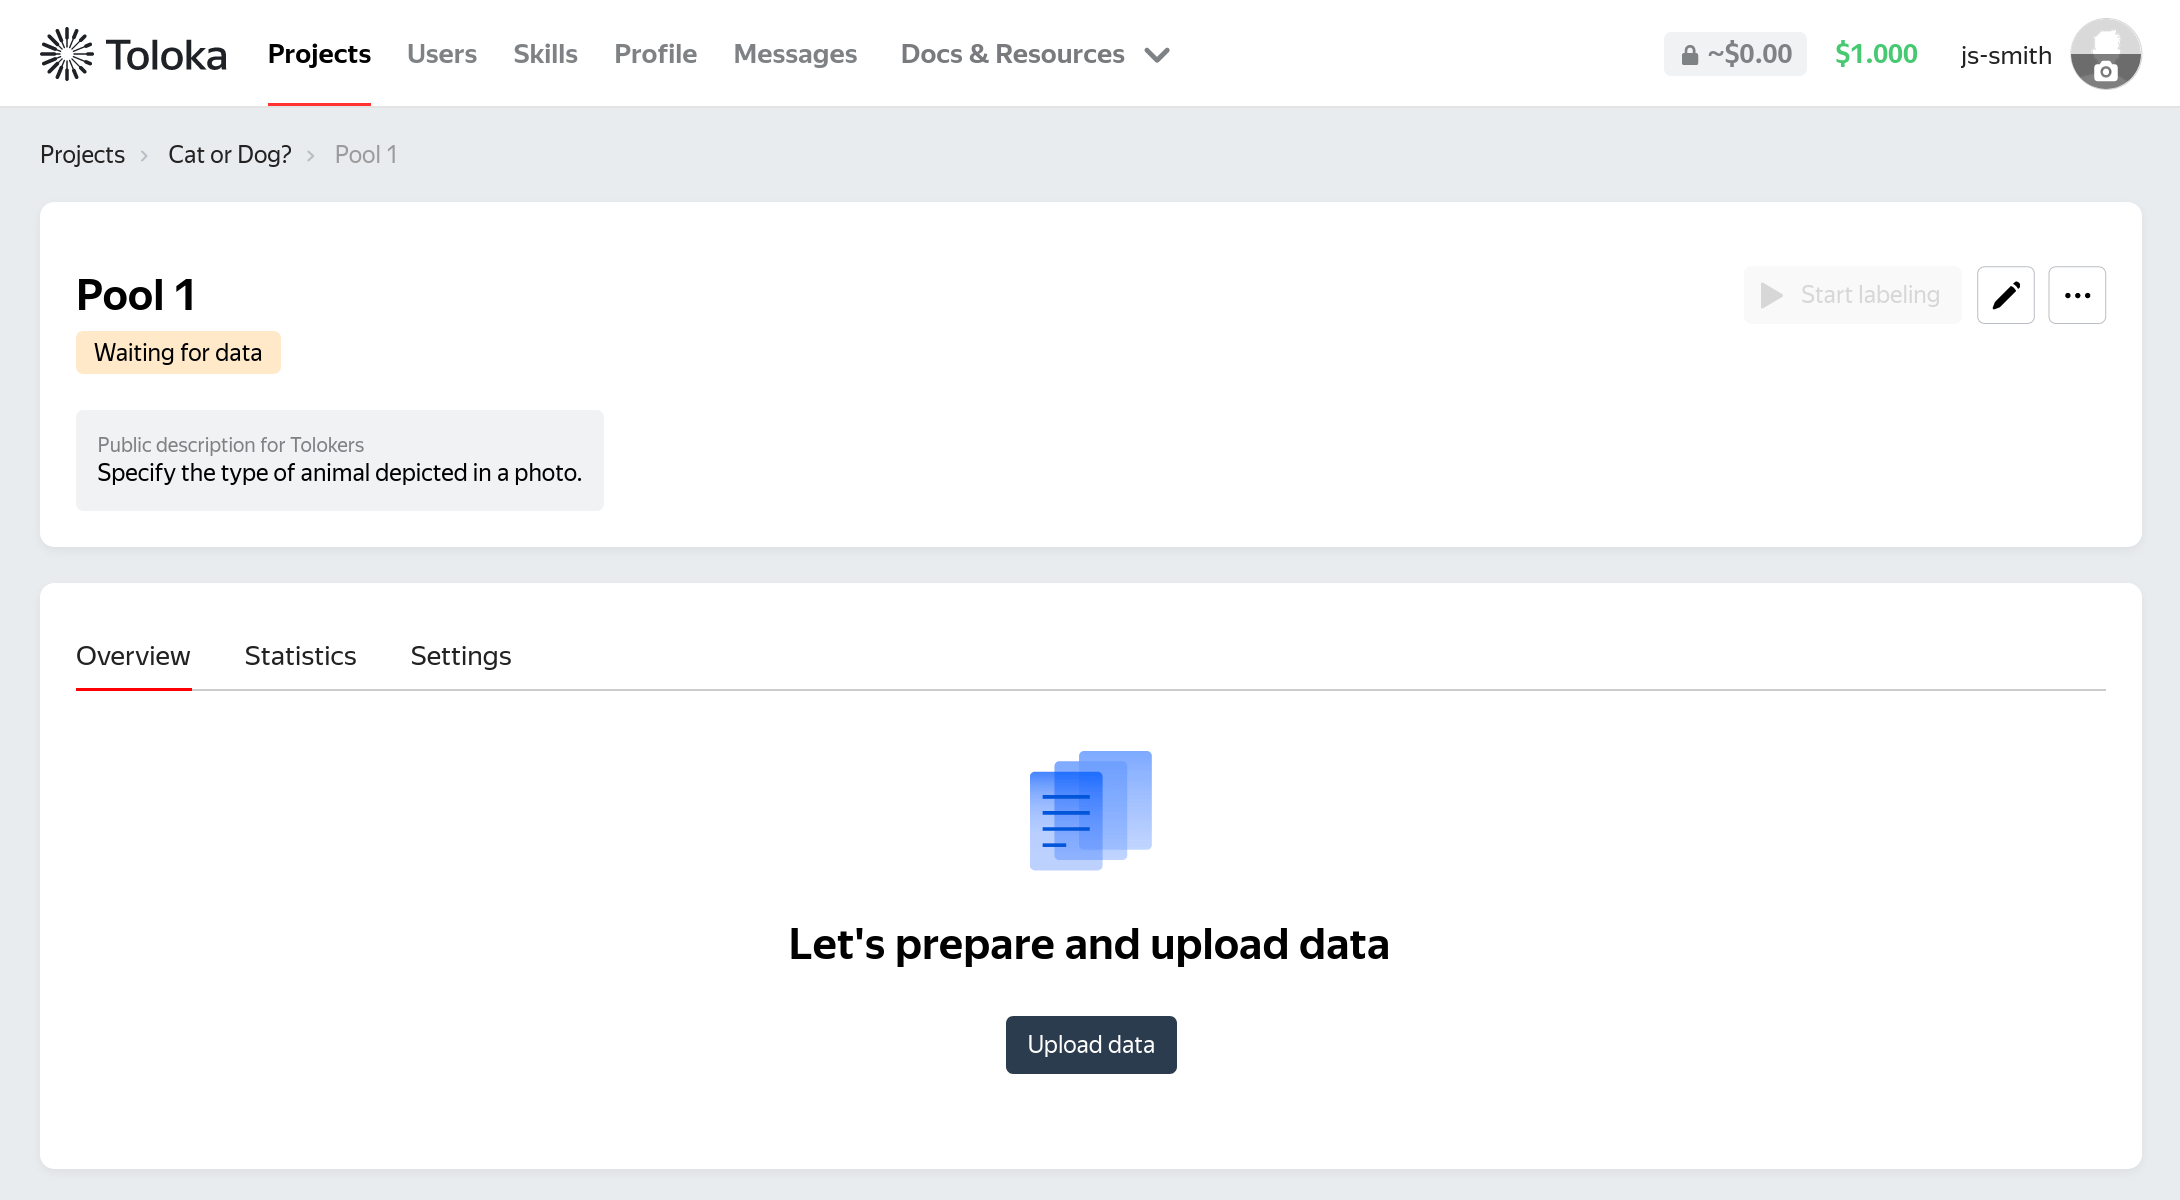 Toloka Projects Users Skills Profile Messages Docs & Resources ~$0.00 $1.000 js-smith
Projects › Cat or Dog? › Pool 1
Pool 1
Start labeling
Waiting for data
Public description for Tolokers
Specify the type of animal depicted in a photo.
Overview Statistics Settings
Let's prepare and upload data
Upload data